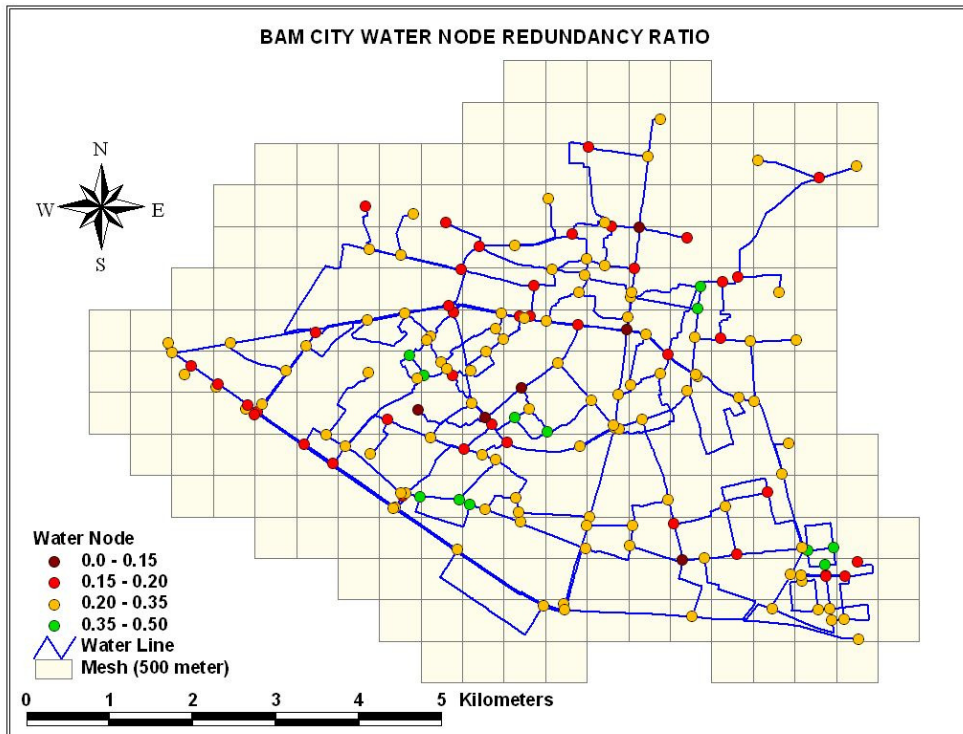 BAM CITY WATER NODE REDUNDANCY RATIO
N
W E
S
Water Node
0.0 - 0.15
0.15 - 0.20
0.20 - 0.35
0.35 - 0.50
Water Line
Mesh (500 meter)
0 1 2 3 4 5 Kilometers